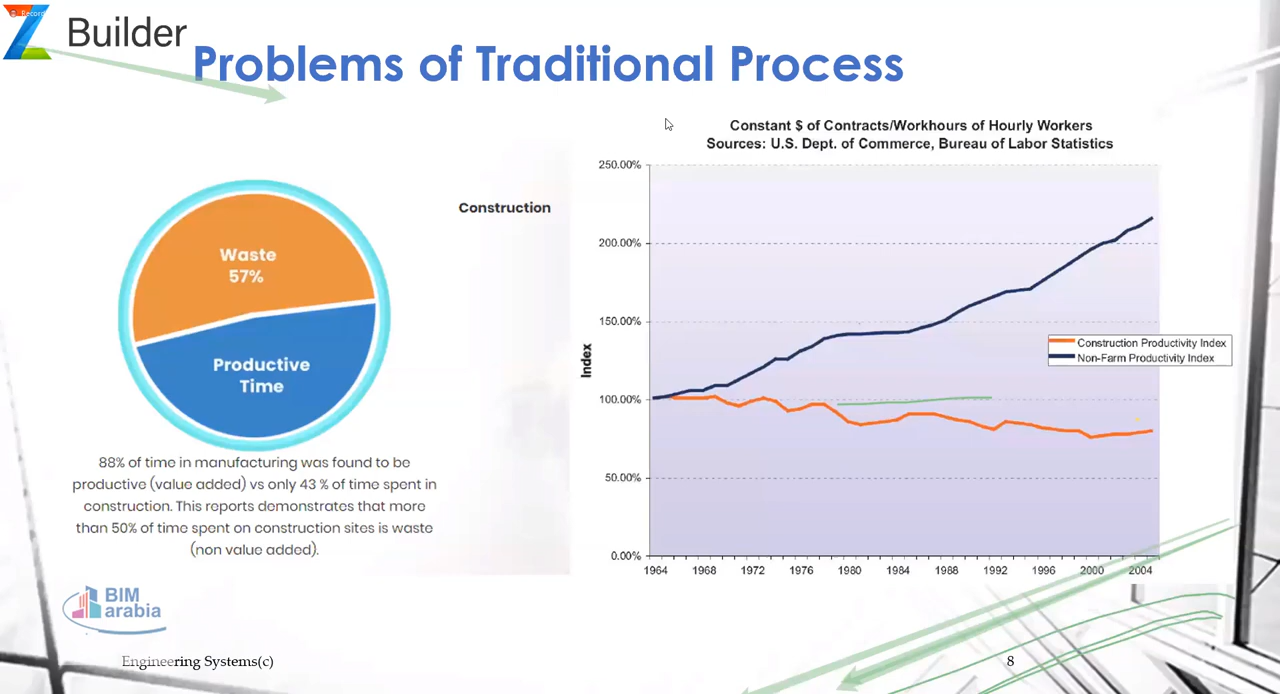 Builder
Problems of Traditional Process
Construction
Waste
57%
Productive
Time
88% of time in manufacturing was found to be
productive (value added) vs only 43 % of time spent in
construction. This reports demonstrates that more
than 50% of time spent on construction sites is waste
(non value added).
Constant $ of Contracts/Workhours of Hourly Workers
Sources: U.S. Dept. of Commerce, Bureau of Labor Statistics
Index
250.00%
200.00%
150.00%
100.00%
50.00%
0.00%
1964 1968 1972 1976 1980 1984 1988 1992 1996 2000 2004
Construction Productivity Index
Non-Farm Productivity Index
BIM
arabia
Engineering Systems(c)
8